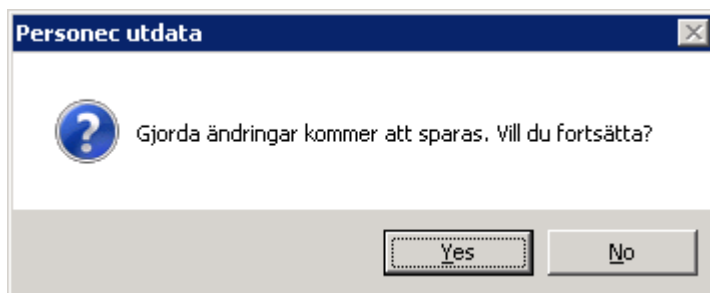 Personec utdata
Gjorda ändringar kommer att sparas. Vill du fortsätta?
Yes
No